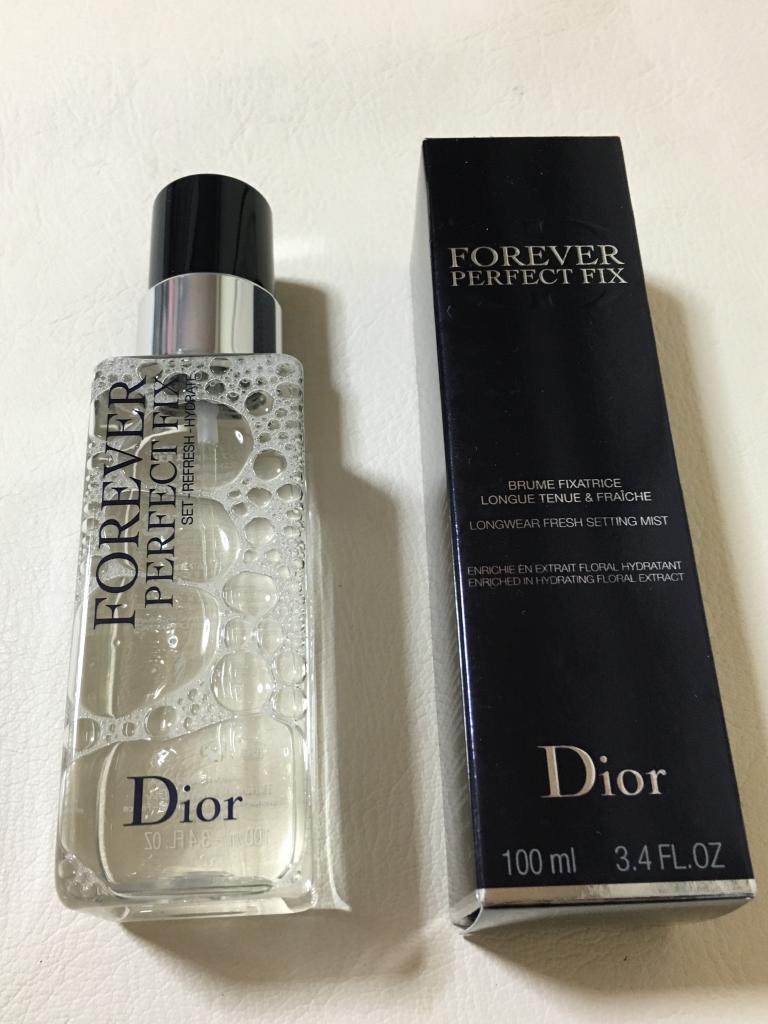 FOREVER
PERFECT FIX
SET - REFRESH - HYDRATE
Dior
100 ml - 3.4 FL. OZ
FOREVER
PERFECT FIX
BRUME FIXATRICE
LONGUE TENUE & FRAÎCHE
LONGWEAR FRESH SETTING MIST
ENRICHIE EN EXTRAIT FLORAL HYDRATANT
ENRICHED IN HYDRATING FLORAL EXTRACT
Dior
100 ml 3.4 FL.OZ